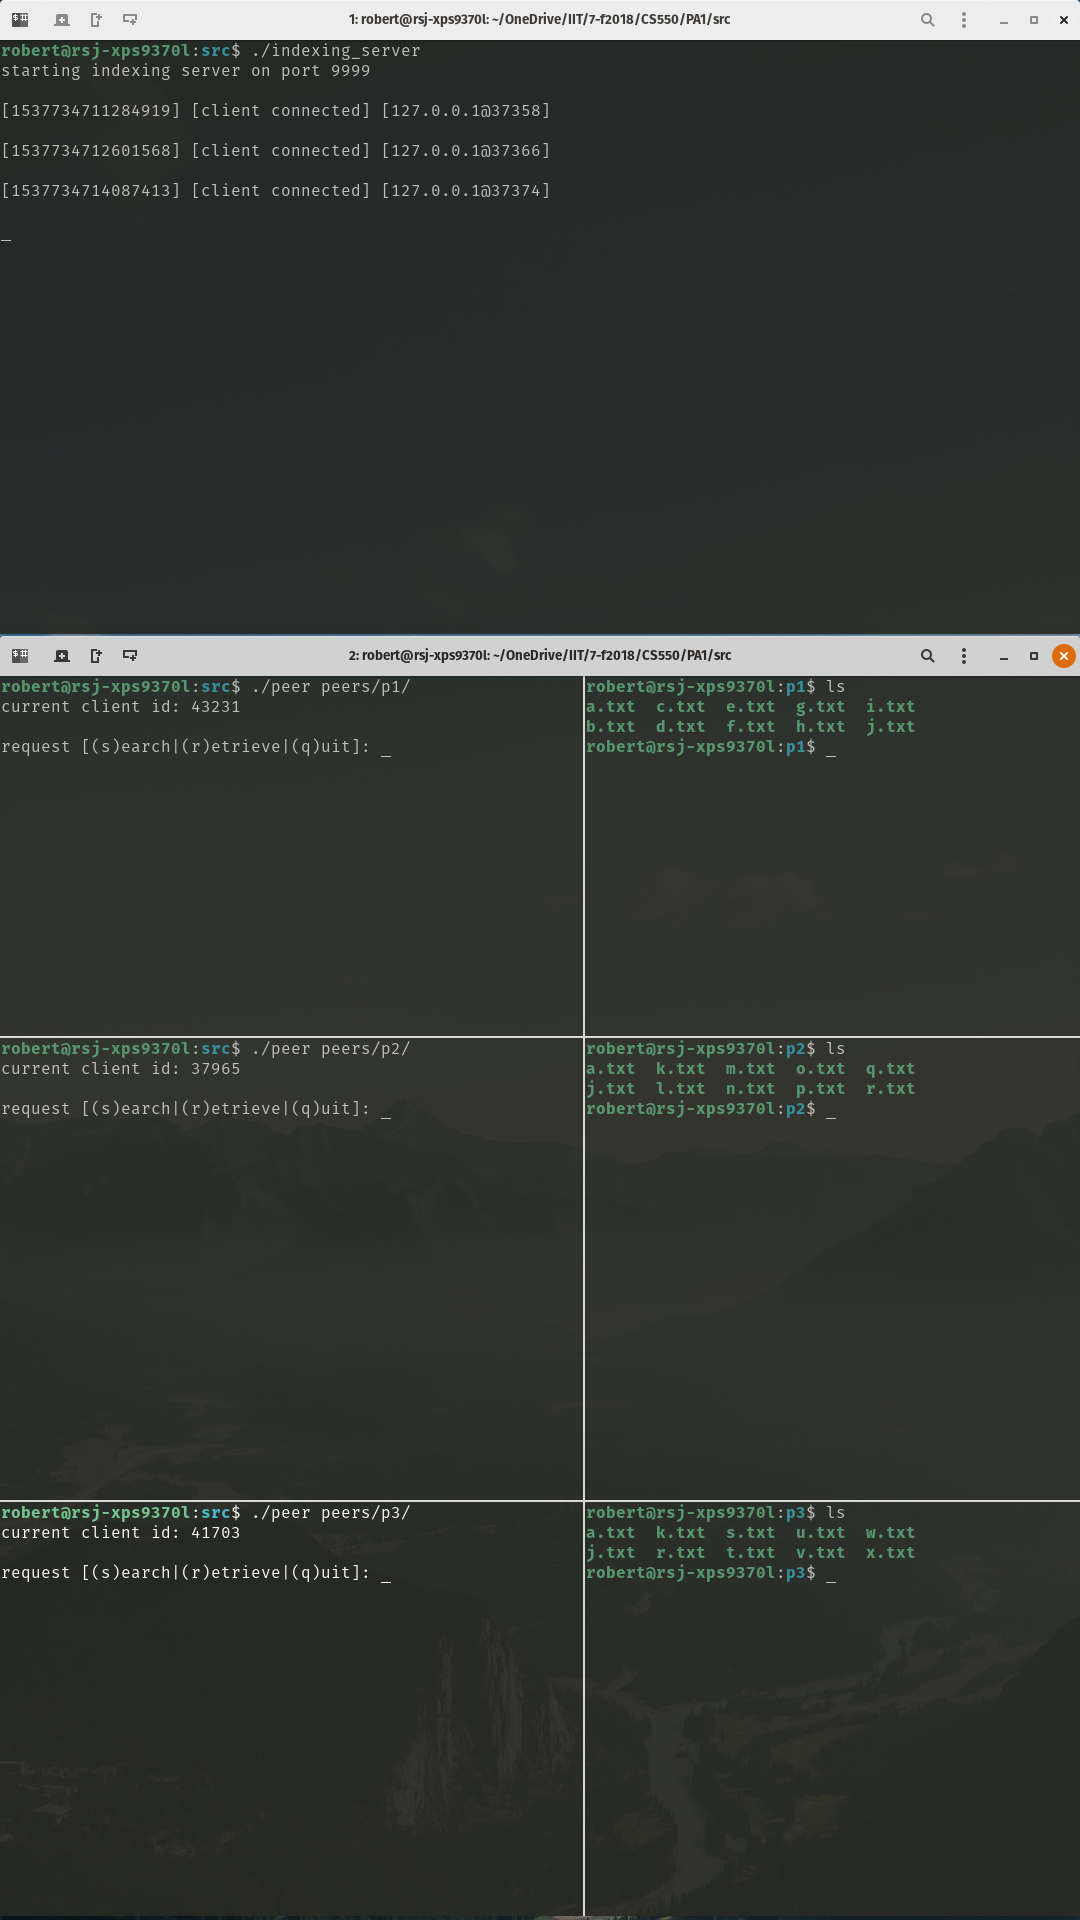 1: robert@rsj-xps9370l: ~/OneDrive/IIT/7-f2018/CS550/PA1/src
robert@rsj-xps9370l:src$ ./indexing_server
starting indexing server on port 9999
[1537734711284919] [client connected] [127.0.0.1@37358]
[1537734712601568] [client connected] [127.0.0.1@37366]
[1537734714087413] [client connected] [127.0.0.1@37374]
_
2: robert@rsj-xps9370l: ~/OneDrive/IIT/7-f2018/CS550/PA1/src
robert@rsj-xps9370l:src$ ./peer peers/p1/
current client id: 43231
request [(s)earch|(r)etrieve|(q)uit]: _
robert@rsj-xps9370l:p1$ ls
a.txt  c.txt  e.txt  g.txt  i.txt
b.txt  d.txt  f.txt  h.txt  j.txt
robert@rsj-xps9370l:p1$ _
robert@rsj-xps9370l:src$ ./peer peers/p2/
current client id: 37965
request [(s)earch|(r)etrieve|(q)uit]: _
robert@rsj-xps9370l:p2$ ls
a.txt  k.txt  m.txt  o.txt  q.txt
j.txt  l.txt  n.txt  p.txt  r.txt
robert@rsj-xps9370l:p2$ _
robert@rsj-xps9370l:src$ ./peer peers/p3/
current client id: 41703
request [(s)earch|(r)etrieve|(q)uit]: _
robert@rsj-xps9370l:p3$ ls
a.txt  k.txt  s.txt  u.txt  w.txt
j.txt  r.txt  t.txt  v.txt  x.txt
robert@rsj-xps9370l:p3$ _